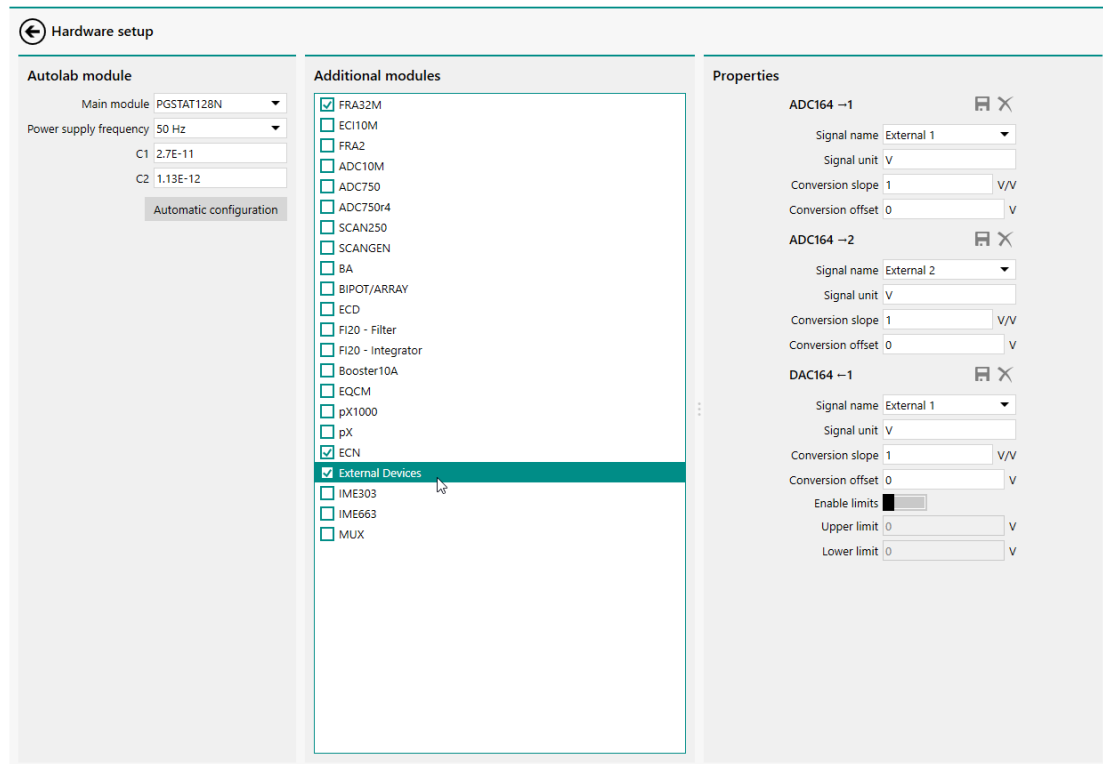 Hardware setup
Autolab module
Main module PGSTAT128N
Power supply frequency 50 Hz
C1 2.7E-11
C2 1.13E-12
Automatic configuration
Additional modules
FRA32M
ECI10M
FRA2
ADC10M
ADC750
ADC750r4
SCAN250
SCANGEN
BA
BIPOT/ARRAY
ECD
FI20 - Filter
FI20 - Integrator
Booster10A
EQCM
pX1000
pX
ECN
External Devices
IME303
IME663
MUX
Properties
ADC164 →1
Signal name External 1
Signal unit V
Conversion slope 1 V/V
Conversion offset 0 V
ADC164 →2
Signal name External 2
Signal unit V
Conversion slope 1 V/V
Conversion offset 0 V
DAC164 ←1
Signal name External 1
Signal unit V
Conversion slope 1 V/V
Conversion offset 0 V
Enable limits
Upper limit 0 V
Lower limit 0 V